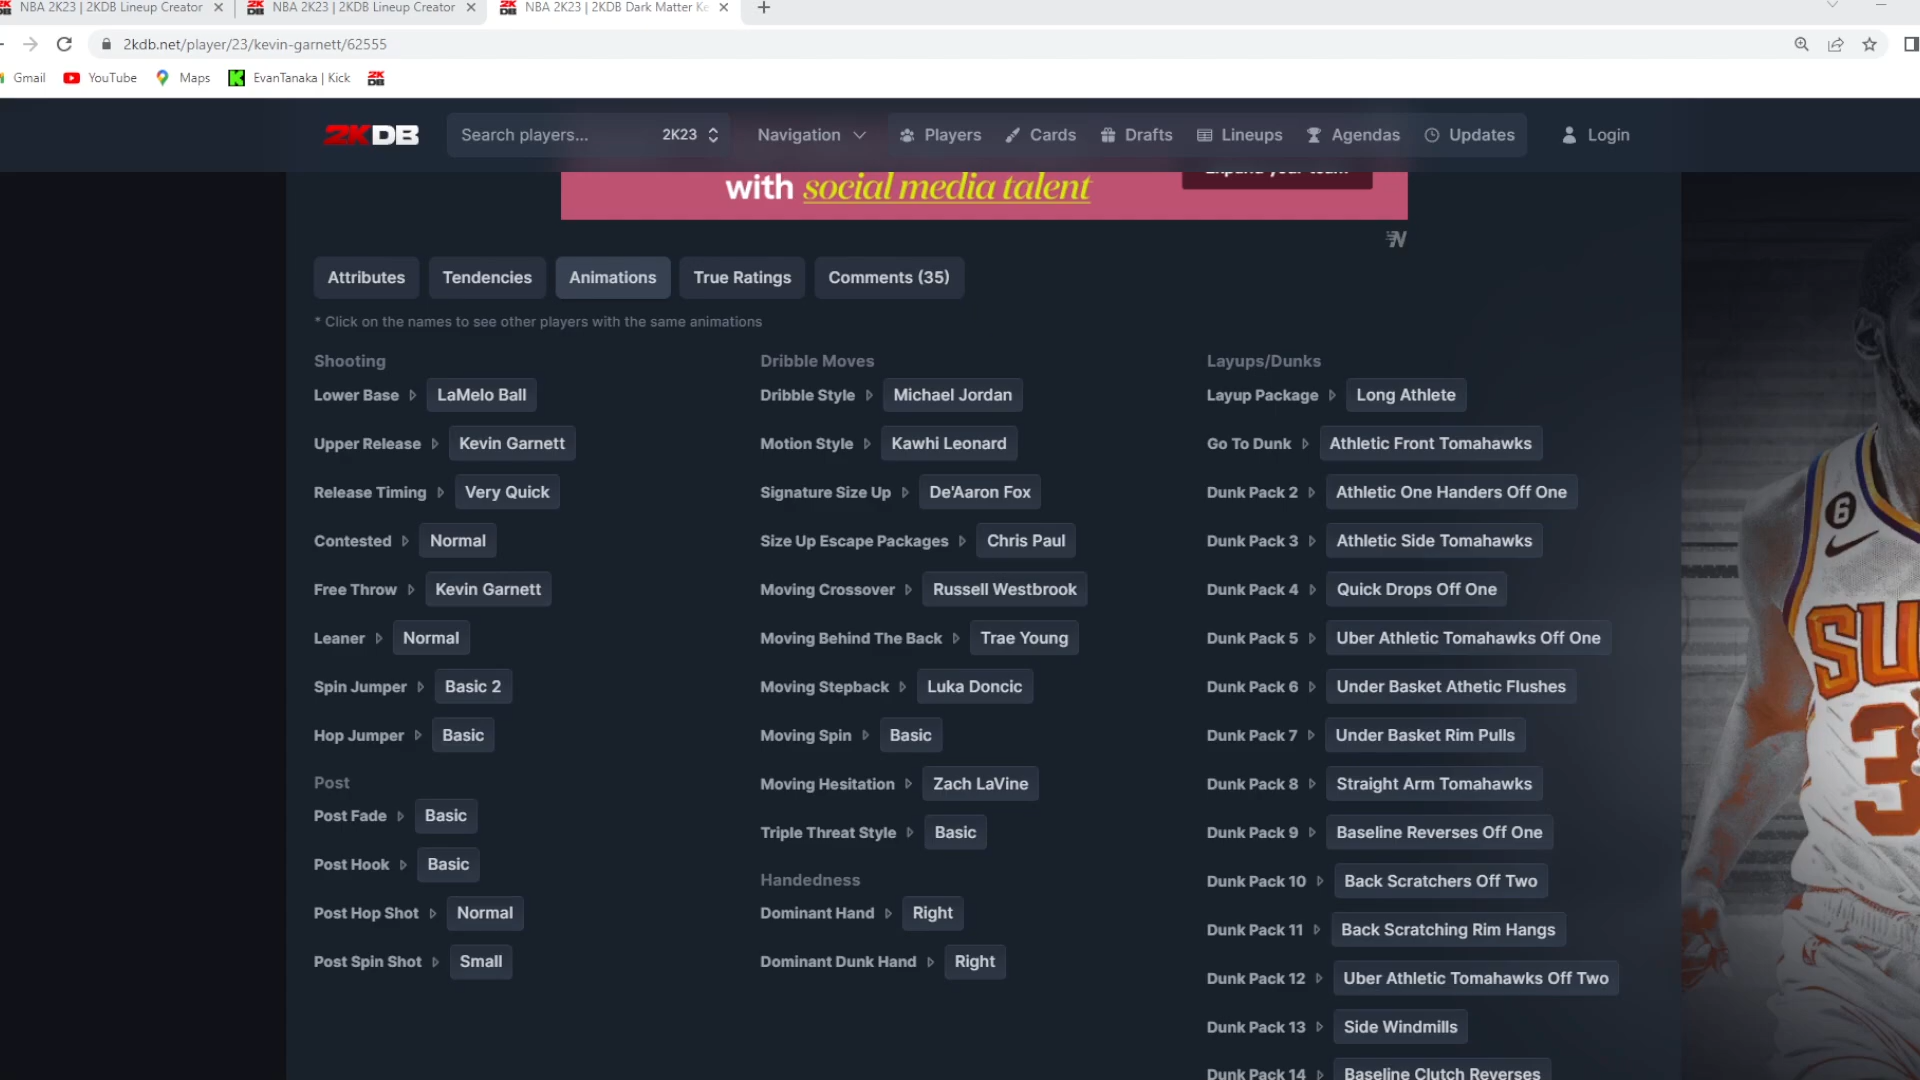 NBA 2K23 | 2KDB Lineup Creator
NBA 2K23 | 2KDB Lineup Creator
NBA 2K23 | 2KDB Dark Matter Ke
2kdb.net/player/23/kevin-garnett/62555
Gmail
YouTube
Maps
EvanTanaka | Kick
2KDB
Search players...
2K23
Navigation
Players
Cards
Drafts
Lineups
Agendas
Updates
Login
with social media talent
Expand your team
Attributes
Tendencies
Animations
True Ratings
Comments (35)
* Click on the names to see other players with the same animations
Shooting
Lower Base LaMelo Ball
Upper Release Kevin Garnett
Release Timing Very Quick
Contested Normal
Free Throw Kevin Garnett
Leaner Normal
Spin Jumper Basic 2
Hop Jumper Basic
Post
Post Fade Basic
Post Hook Basic
Post Hop Shot Normal
Post Spin Shot Small
Dribble Moves
Dribble Style Michael Jordan
Motion Style Kawhi Leonard
Signature Size Up De'Aaron Fox
Size Up Escape Packages Chris Paul
Moving Crossover Russell Westbrook
Moving Behind The Back Trae Young
Moving Stepback Luka Doncic
Moving Spin Basic
Moving Hesitation Zach LaVine
Triple Threat Style Basic
Handedness
Dominant Hand Right
Dominant Dunk Hand Right
Layups/Dunks
Layup Package Long Athlete
Go To Dunk Athletic Front Tomahawks
Dunk Pack 2 Athletic One Handers Off One
Dunk Pack 3 Athletic Side Tomahawks
Dunk Pack 4 Quick Drops Off One
Dunk Pack 5 Uber Athletic Tomahawks Off One
Dunk Pack 6 Under Basket Athetic Flushes
Dunk Pack 7 Under Basket Rim Pulls
Dunk Pack 8 Straight Arm Tomahawks
Dunk Pack 9 Baseline Reverses Off One
Dunk Pack 10 Back Scratchers Off Two
Dunk Pack 11 Back Scratching Rim Hangs
Dunk Pack 12 Uber Athletic Tomahawks Off Two
Dunk Pack 13 Side Windmills
Dunk Pack 14 Baseline Clutch Reverses
6
SU
3